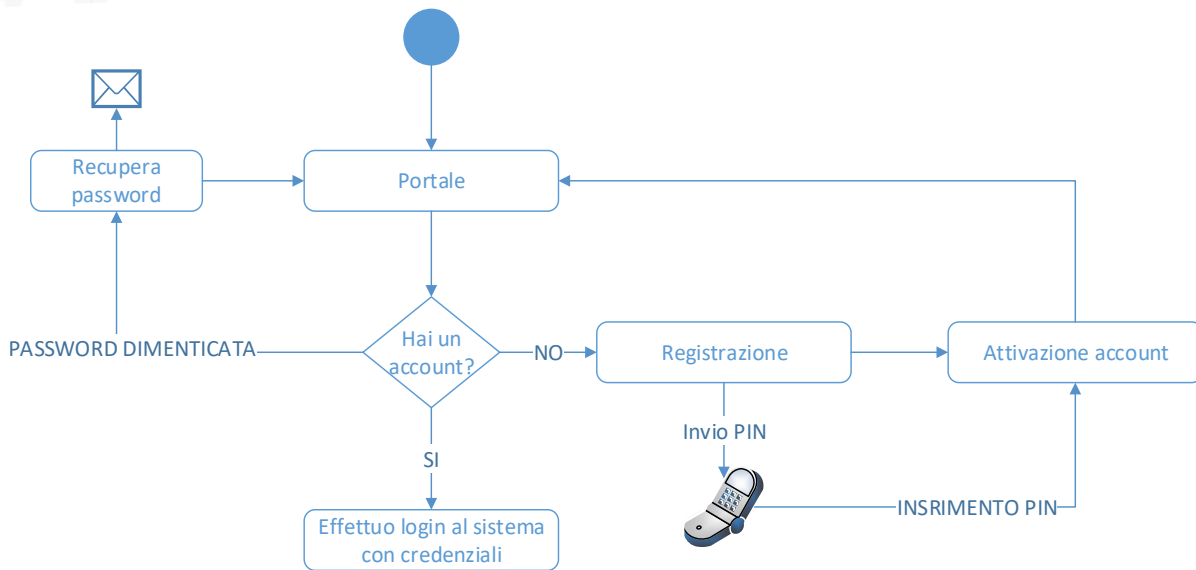 Recupera
password
Portale
PASSWORD DIMENTICATA
Hai un
account?
NO
Registrazione
Attivazione account
Invio PIN
SI
INSRIMENTO PIN
Effettuo login al sistema
con credenziali